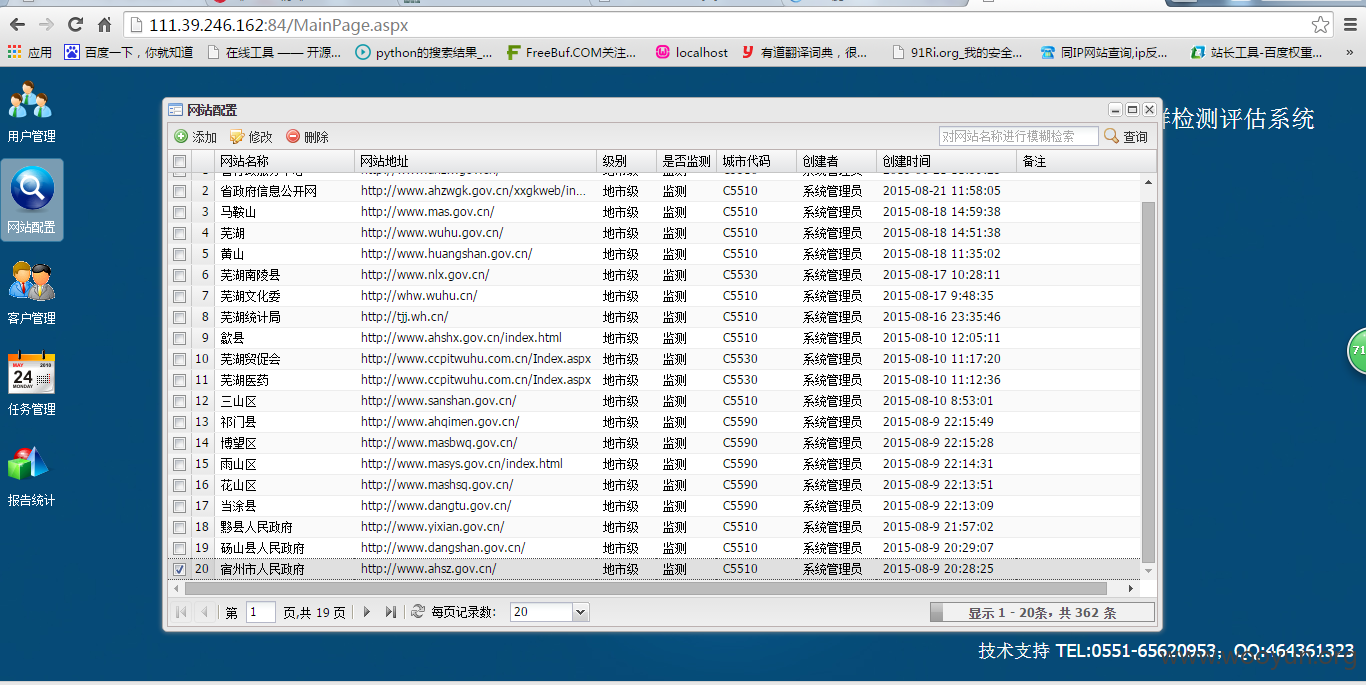 111.39.246.162:84/MainPage.aspx
应用 百度一下，你就知道 在线工具 —— 开源... python的搜索结果_... FreeBuf.COM关注... localhost 有道翻译词典，很... 91Ri.org_我的安全... 同IP网站查询,ip反... 站长工具-百度权重... »
用户管理
网站配置
客户管理
任务管理
报告统计
检测评估系统
网站配置
添加 修改 删除 对网站名称进行模糊检索 查询
网站名称 网站地址 级别 是否监测 城市代码 创建者 创建时间 备注
2 省政府信息公开网 http://www.ahzwgk.gov.cn/xxgkweb/in... 地市级 监测 C5510 系统管理员 2015-08-21 11:58:05
3 马鞍山 http://www.mas.gov.cn/ 地市级 监测 C5510 系统管理员 2015-08-18 14:59:38
4 芜湖 http://www.wuhu.gov.cn/ 地市级 监测 C5510 系统管理员 2015-08-18 14:51:38
5 黄山 http://www.huangshan.gov.cn/ 地市级 监测 C5510 系统管理员 2015-08-18 11:35:02
6 芜湖南陵县 http://www.nlx.gov.cn/ 地市级 监测 C5530 系统管理员 2015-08-17 10:28:11
7 芜湖文化委 http://whw.wuhu.cn/ 地市级 监测 C5510 系统管理员 2015-08-17 9:48:35
8 芜湖统计局 http://tjj.wh.cn/ 地市级 监测 C5510 系统管理员 2015-08-16 23:35:46
9 歙县 http://www.ahshx.gov.cn/index.html 地市级 监测 C5510 系统管理员 2015-08-10 12:05:11
10 芜湖贸促会 http://www.ccpitwuhu.com.cn/Index.aspx 地市级 监测 C5530 系统管理员 2015-08-10 11:17:20
11 芜湖医药 http://www.ccpitwuhu.com.cn/Index.aspx 地市级 监测 C5530 系统管理员 2015-08-10 11:12:36
12 三山区 http://www.sanshan.gov.cn/ 地市级 监测 C5510 系统管理员 2015-08-10 8:53:01
13 祁门县 http://www.ahqimen.gov.cn/ 地市级 监测 C5590 系统管理员 2015-08-9 22:15:49
14 博望区 http://www.masbwq.gov.cn/ 地市级 监测 C5590 系统管理员 2015-08-9 22:15:28
15 雨山区 http://www.masys.gov.cn/index.html 地市级 监测 C5590 系统管理员 2015-08-9 22:14:31
16 花山区 http://www.mashsq.gov.cn/ 地市级 监测 C5590 系统管理员 2015-08-9 22:13:51
17 当涂县 http://www.dangtu.gov.cn/ 地市级 监测 C5590 系统管理员 2015-08-9 22:13:09
18 黟县人民政府 http://www.yixian.gov.cn/ 地市级 监测 C5510 系统管理员 2015-08-9 21:57:02
19 砀山县人民政府 http://www.dangshan.gov.cn/ 地市级 监测 C5510 系统管理员 2015-08-9 20:29:07
20 宿州市人民政府 http://www.ahsz.gov.cn/ 地市级 监测 C5510 系统管理员 2015-08-9 20:28:25
第 1 页,共 19 页 每页记录数: 20 显示 1 - 20条，共 362 条
71
技术支持 TEL:0551-65620953；QQ:464361323
www.wooyun.org